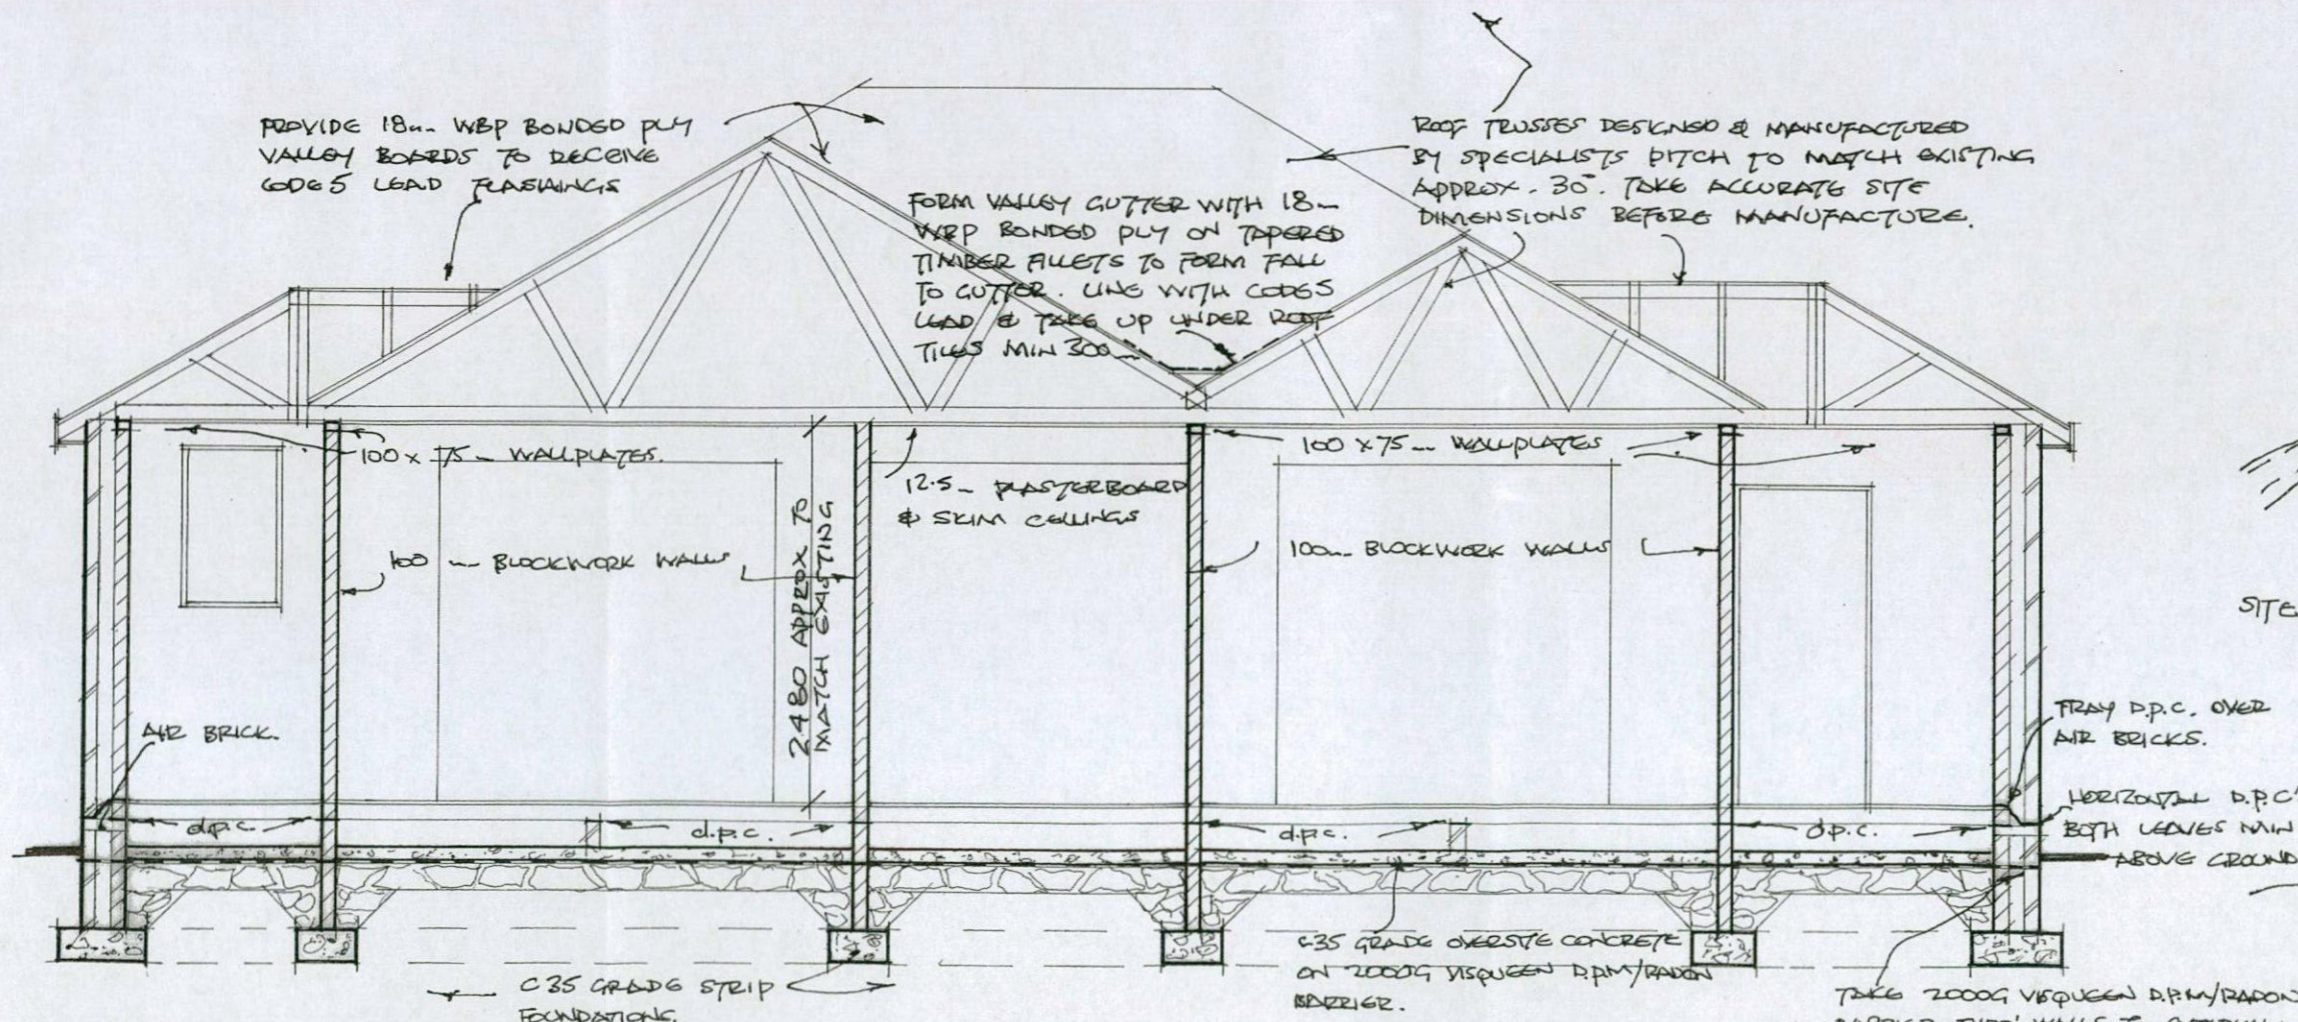 PROVIDE 18mm WBP BONDED PLY
VALLEY BOARDS TO RECEIVE
CODE 5 LEAD FLASHINGS
FORM VALLEY GUTTER WITH 18mm
WBP BONDED PLY ON TAPERED
TIMBER FILLETS TO FORM FALL
TO GUTTER. LINE WITH CODE 5
LEAD & TAKE UP UNDER ROOF
TILES MIN 300mm
ROOF TRUSSES DESIGNED & MANUFACTURED
BY SPECIALISTS PITCH TO MATCH EXISTING
APPROX. 30°. TAKE ACCURATE SITE
DIMENSIONS BEFORE MANUFACTURE.
100 x 75mm WALLPLATES.
100 x 75mm WALLPLATES
12.5mm PLASTERBOARD
& SKIM CEILINGS
2480 APPROX TO
MATCH EXISTING
100mm BLOCKWORK WALLS
100mm BLOCKWORK WALLS
SITE
AIR BRICK.
TRAY D.P.C. OVER
AIR BRICKS.
HORIZONTAL D.P.C'
BOTH LEAVES MIN
ABOVE GROUND
d.p.c.
d.p.c.
d.p.c.
d.p.c.
C35 GRADE STRIP
FOUNDATIONS.
C35 GRADE OVERSITE CONCRETE
ON 2000G VISQUEEN D.P.M/RADON
BARRIER.
TAKE 2000G VISQUEEN D.P.M/RADON